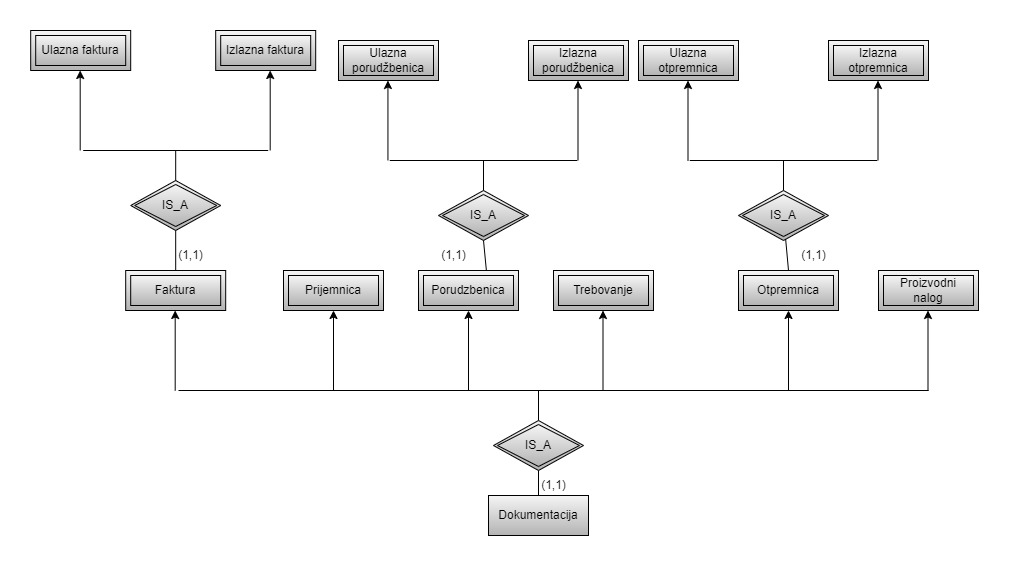 Ulazna faktura
Izlazna faktura
Ulazna
porudžbenica
Izlazna
porudžbenica
Ulazna
otpremnica
Izlazna
otpremnica
IS_A
IS_A
IS_A
(1,1)
(1,1)
(1,1)
Faktura
Prijemnica
Porudzbenica
Trebovanje
Otpremnica
Proizvodni
nalog
IS_A
(1,1)
Dokumentacija